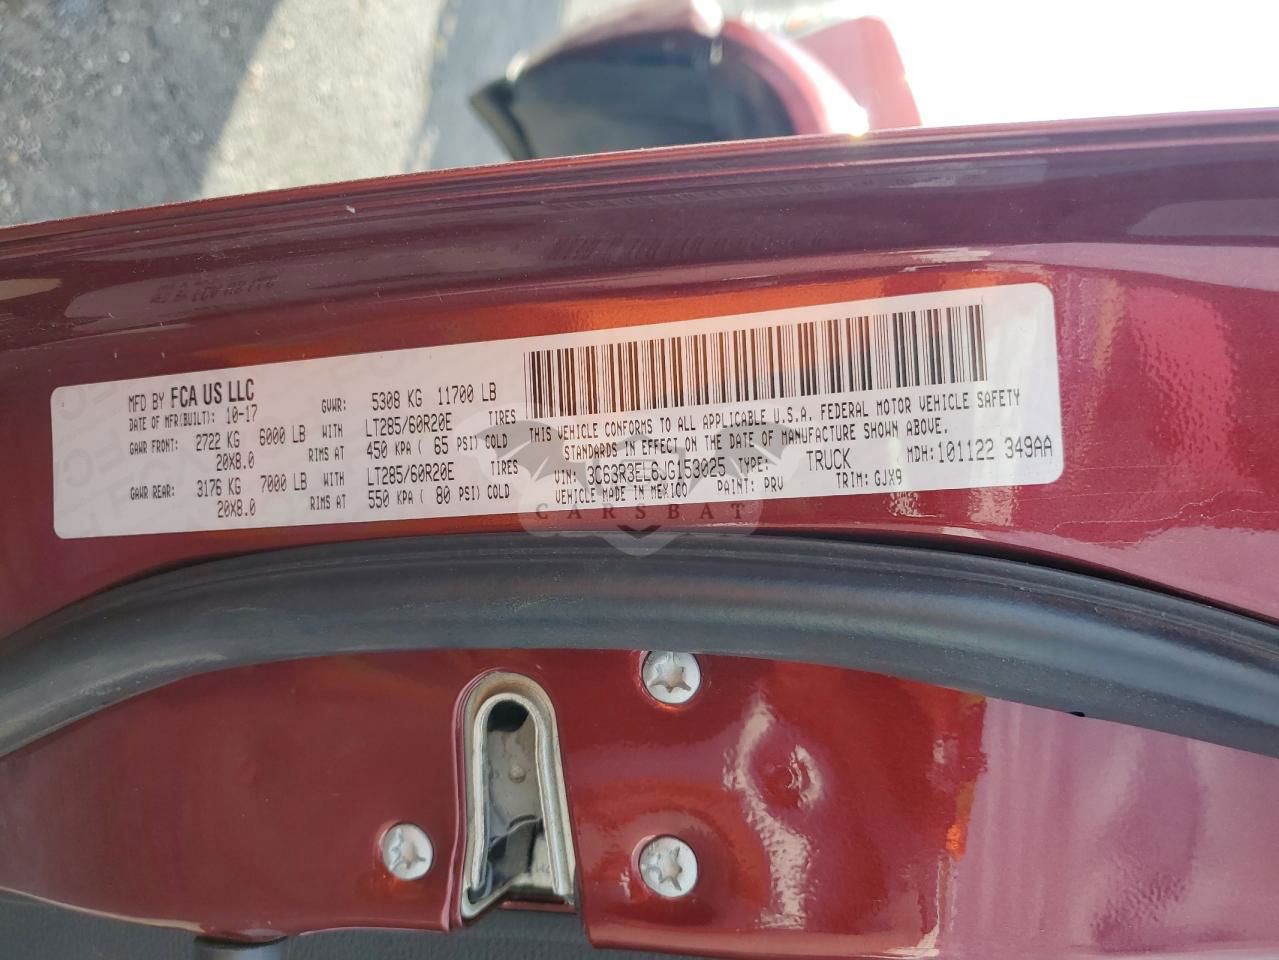 MFD BY FCA US LLC
DATE OF MFR(BUILT): 10-17 GVWR: 5308 KG 11700 LB
GAWR FRONT: 2722 KG 6000 LB WITH LT285/60R20E TIRES
20X8.0 RIMS AT 450 KPA ( 65 PSI) COLD
GAWR REAR: 3176 KG 7000 LB WITH LT285/60R20E TIRES
20X8.0 RIMS AT 550 KPA ( 80 PSI) COLD
THIS VEHICLE CONFORMS TO ALL APPLICABLE U.S.A. FEDERAL MOTOR VEHICLE SAFETY
STANDARDS IN EFFECT ON THE DATE OF MANUFACTURE SHOWN ABOVE.
VIN: 3C63R3EL6JG153025 TYPE: TRUCK MDH: 101122 349AA
VEHICLE MADE IN MEXICO PAINT: PRV TRIM: GJX9
CARSBAT